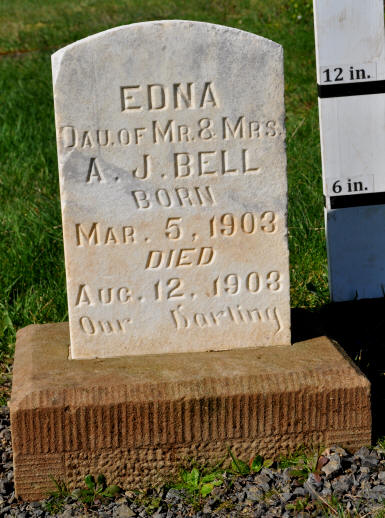 EDNA
DAU. OF MR. & MRS.
A. J. BELL
BORN
MAR. 5, 1903
DIED
AUG. 12, 1903
Our Darling
12 in.
6 in.